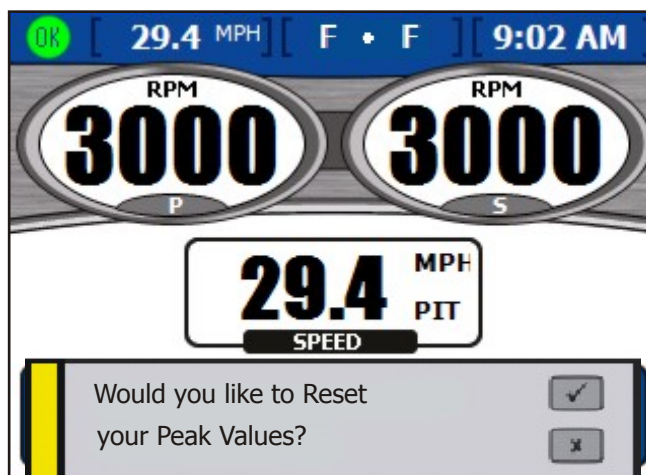 OK [ 29.4 MPH ] [ F • F ] [ 9:02 AM ]
RPM RPM
3000 3000
P S
29.4 MPH
PIT
SPEED
Would you like to Reset
your Peak Values?